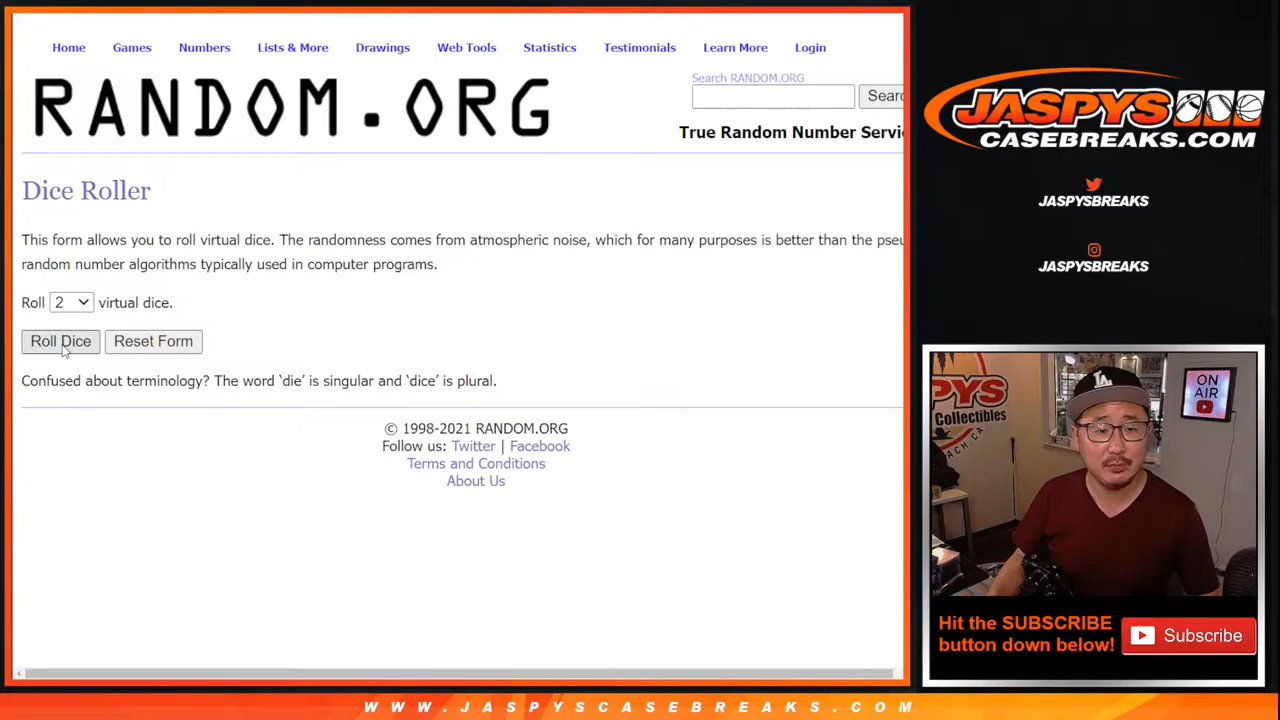 Home Games Numbers Lists & More Drawings Web Tools Statistics Testimonials Learn More Login
RANDOM.ORG
Search RANDOM.ORG
Searc
True Random Number Servi
Dice Roller
This form allows you to roll virtual dice. The randomness comes from atmospheric noise, which for many purposes is better than the pseu
random number algorithms typically used in computer programs.
Roll 2 virtual dice.
Roll Dice Reset Form
Confused about terminology? The word ‘die’ is singular and ‘dice’ is plural.
© 1998-2021 RANDOM.ORG
Follow us: Twitter | Facebook
Terms and Conditions
About Us
JASPYS
CASEBREAKS.COM
JASPYSBREAKS
JASPYSBREAKS
PYS
Collectibles
ON
AIR
LA
Hit the SUBSCRIBE
button down below!
Subscribe
WWW.JASPYSCASEBREAKS.COM